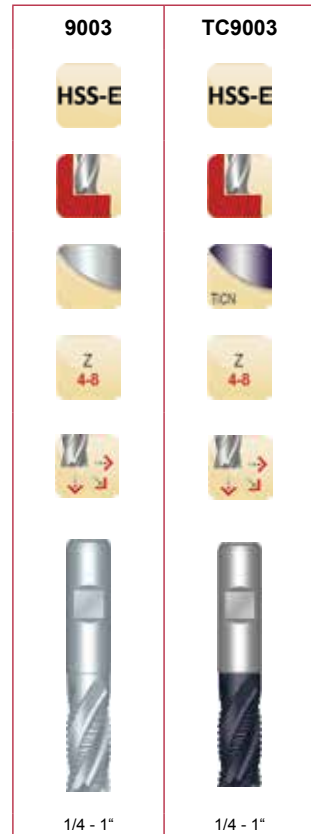 9003 TC9003
HSS-E HSS-E
TiCN
Z Z
4-8 4-8
1/4 - 1“ 1/4 - 1“